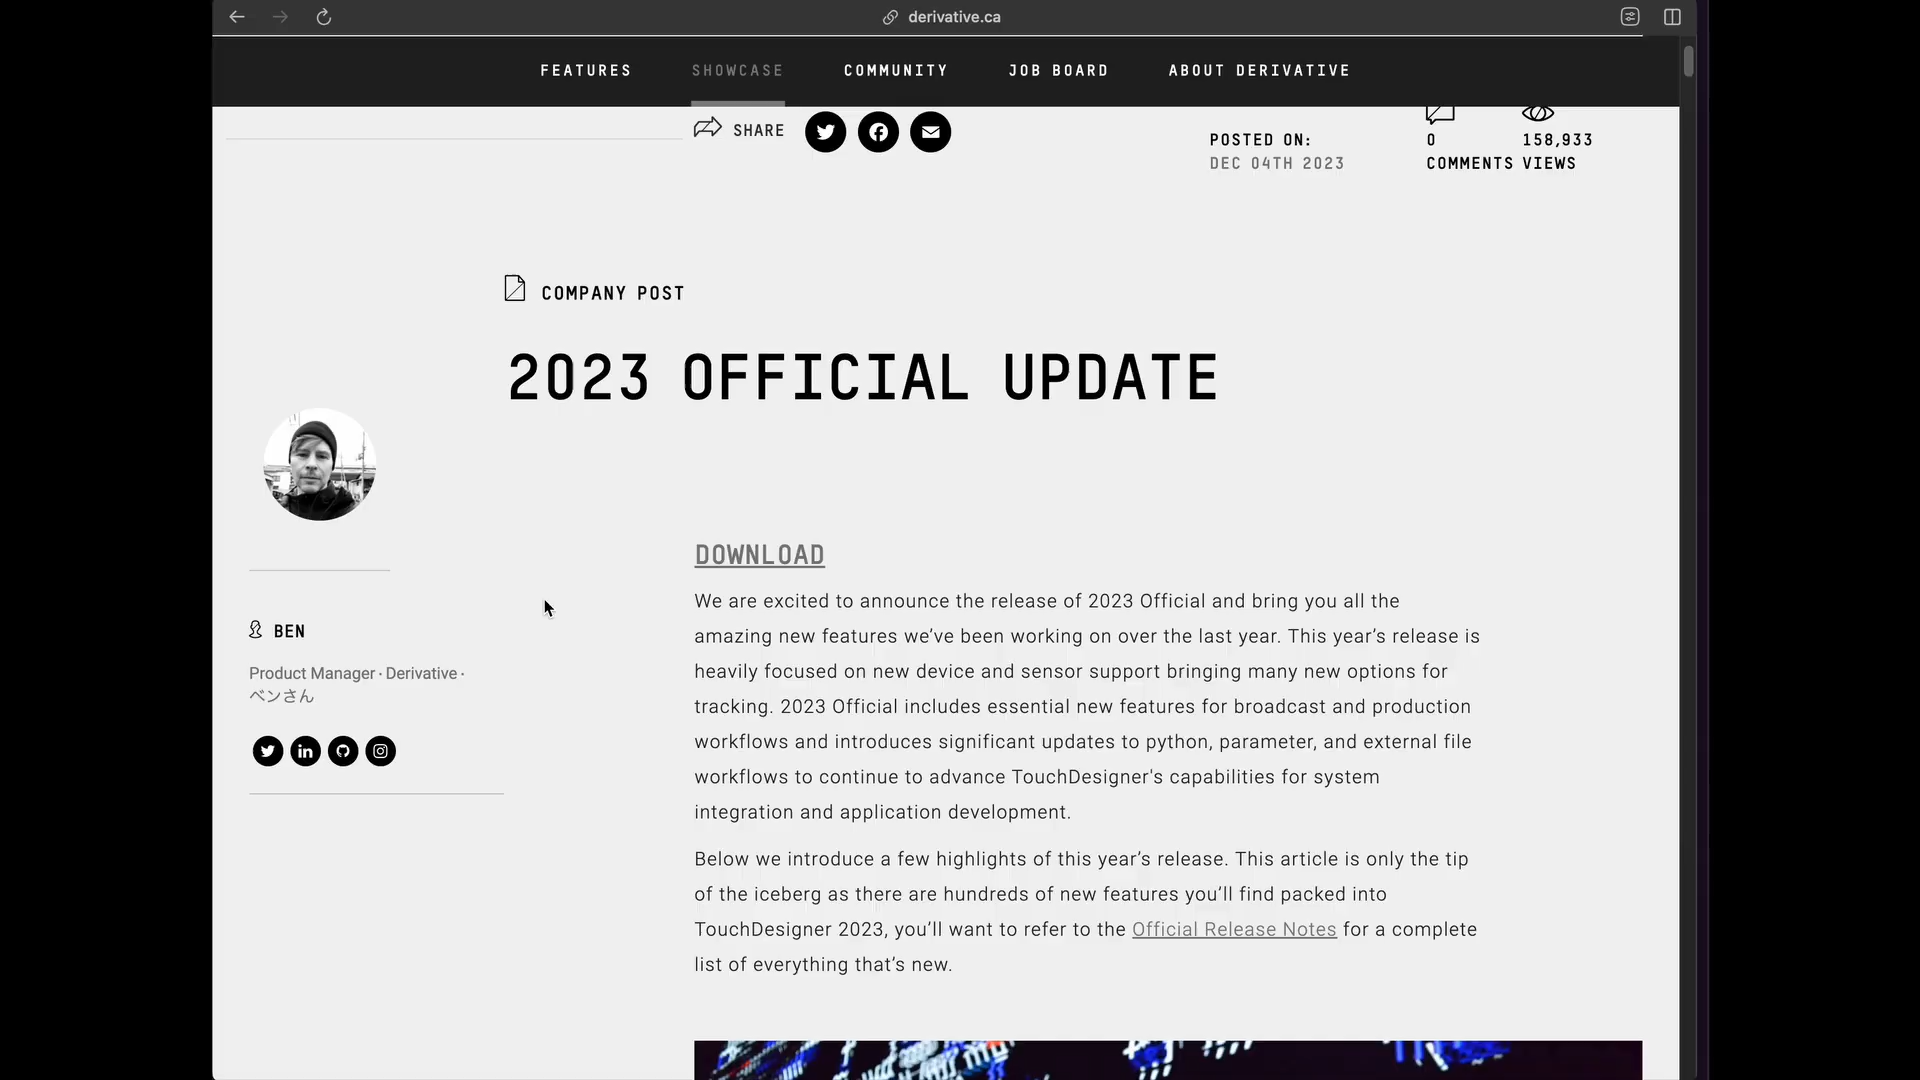 derivative.ca
FEATURES SHOWCASE COMMUNITY JOB BOARD ABOUT DERIVATIVE
SHARE
POSTED ON:
DEC 04TH 2023
0
COMMENTS
158,933
VIEWS
COMPANY POST
2023 OFFICIAL UPDATE
BEN
Product Manager · Derivative ·
ベンさん
DOWNLOAD
We are excited to announce the release of 2023 Official and bring you all the
amazing new features we’ve been working on over the last year. This year’s release is
heavily focused on new device and sensor support bringing many new options for
tracking. 2023 Official includes essential new features for broadcast and production
workflows and introduces significant updates to python, parameter, and external file
workflows to continue to advance TouchDesigner's capabilities for system
integration and application development.
Below we introduce a few highlights of this year’s release. This article is only the tip
of the iceberg as there are hundreds of new features you’ll find packed into
TouchDesigner 2023, you’ll want to refer to the Official Release Notes for a complete
list of everything that’s new.